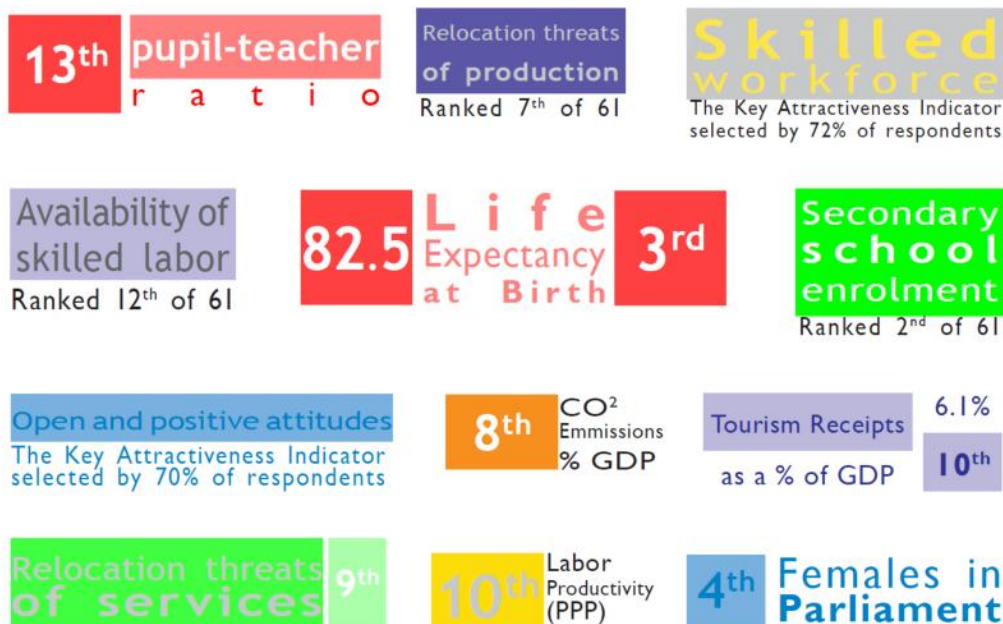 13th
pupil-teacher
ratio
Relocation threats
of production
Ranked 7th of 61
Skilled
workforce
The Key Attractiveness Indicator
selected by 72% of respondents
Availability of
skilled labor
Ranked 12th of 61
82.5
Life
Expectancy
at Birth
3rd
Secondary
school
enrolment
Ranked 2nd of 61
Open and positive attitudes
The Key Attractiveness Indicator
selected by 70% of respondents
8th
CO²
Emmissions
% GDP
Tourism Receipts
as a % of GDP
6.1%
10th
Relocation threats
of services
9th
10th
Labor
Productivity
(PPP)
4th
Females in
Parliament